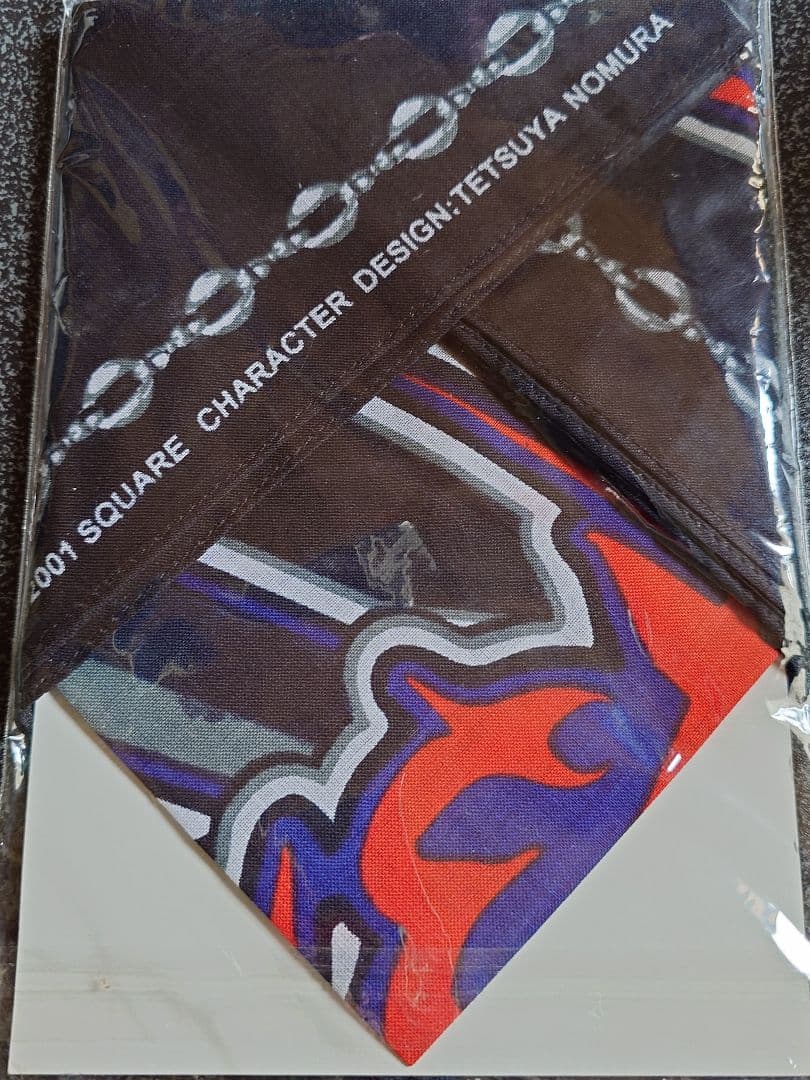 2001 SQUARE CHARACTER DESIGN:TETSUYA NOMURA